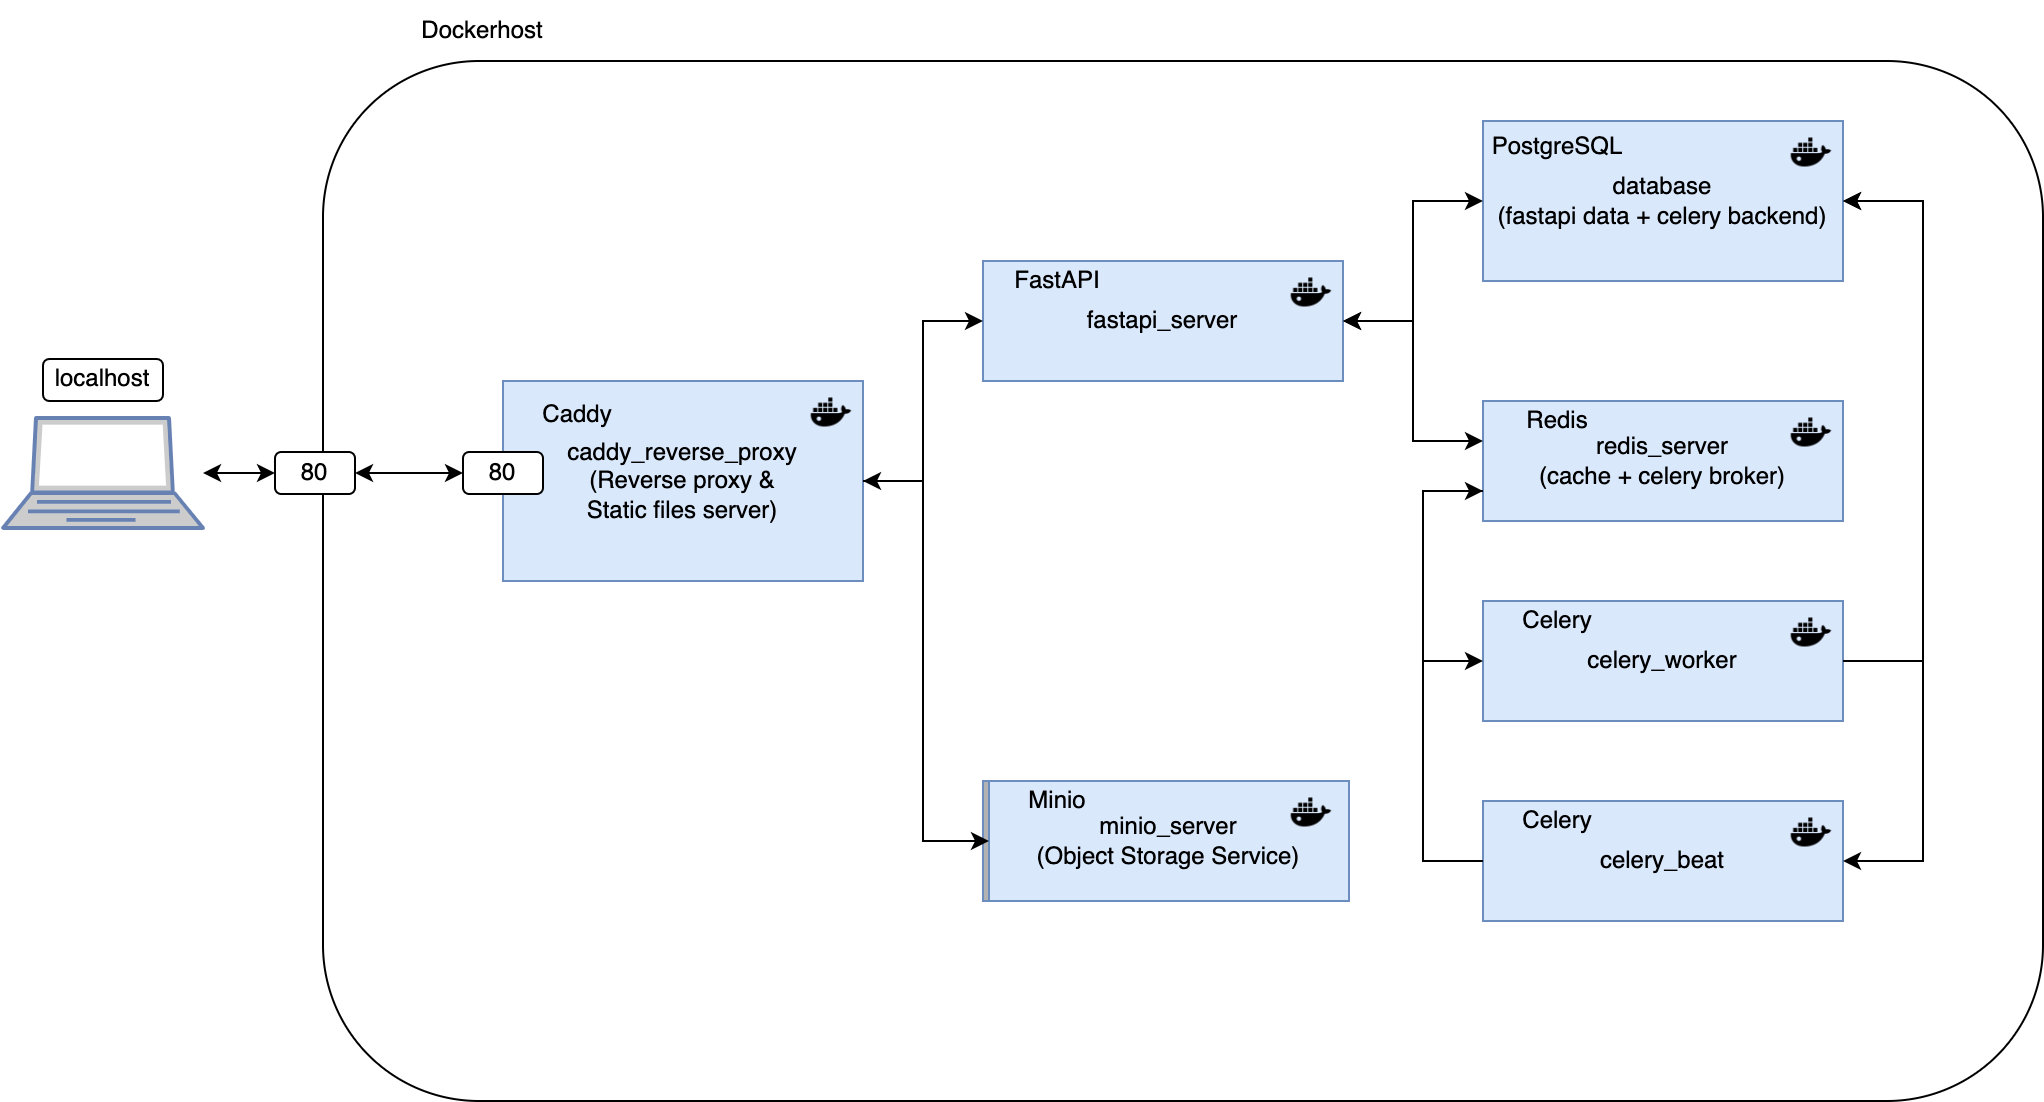 Dockerhost
localhost
80
80
Caddy
caddy_reverse_proxy
(Reverse proxy &
Static files server)
FastAPI
fastapi_server
Minio
minio_server
(Object Storage Service)
PostgreSQL
database
(fastapi data + celery backend)
Redis
redis_server
(cache + celery broker)
Celery
celery_worker
Celery
celery_beat